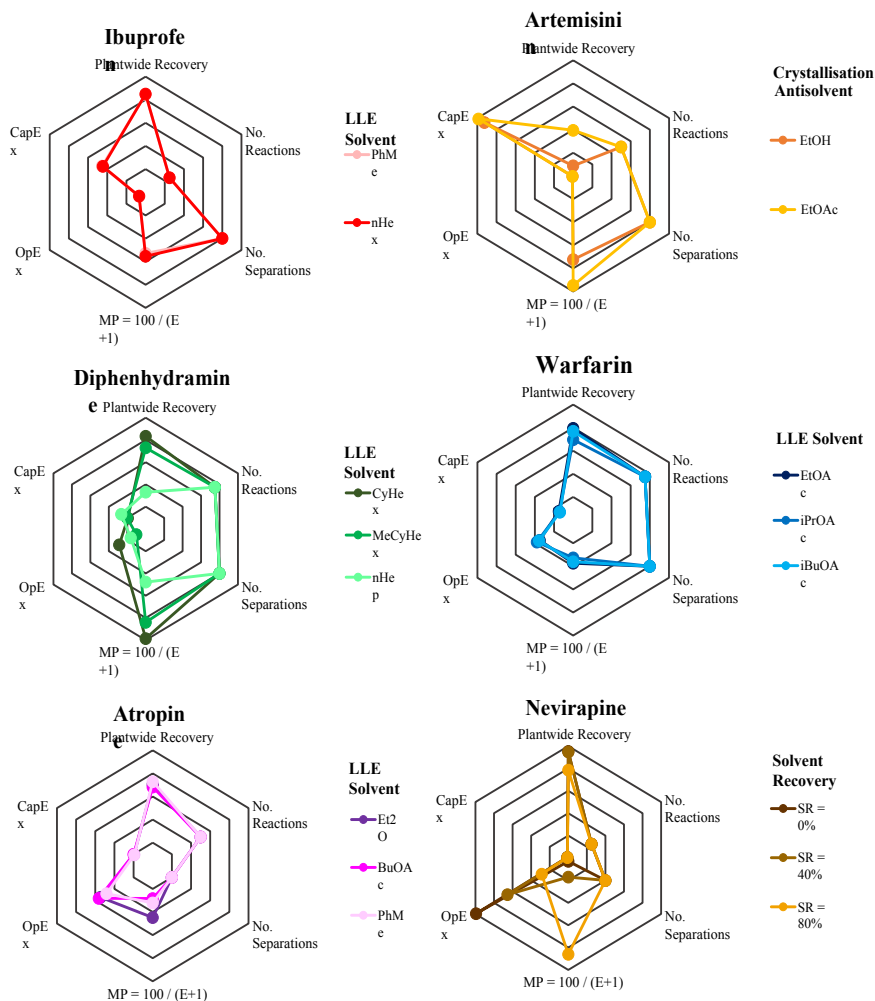 Ibuprofe
n
Plantwide Recovery
No.
Reactions
No.
Separations
MP = 100 / (E
+1)
OpE
x
CapE
x
LLE
Solvent
PhM
e
nHe
x
Artemisini
n
Plantwide Recovery
No.
Reactions
No.
Separations
MP = 100 / (E
+1)
OpE
x
CapE
x
Crystallisation
Antisolvent
EtOH
EtOAc
Diphenhydramin
e
Plantwide Recovery
No.
Reactions
No.
Separations
MP = 100 / (E
+1)
OpE
x
CapE
x
LLE
Solvent
CyHe
x
MeCyHe
x
nHe
p
Warfarin
Plantwide Recovery
No.
Reactions
No.
Separations
MP = 100 / (E
+1)
OpE
x
CapE
x
LLE Solvent
EtOA
c
iPrOA
c
iBuOA
c
Atropin
e
Plantwide Recovery
No.
Reactions
No.
Separations
MP = 100 / (E+1)
OpE
x
CapE
x
LLE
Solvent
Et2
O
BuOA
c
PhM
e
Nevirapine
Plantwide Recovery
No.
Reactions
No.
Separations
MP = 100 / (E+1)
OpE
x
CapE
x
Solvent
Recovery
SR =
0%
SR =
40%
SR =
80%